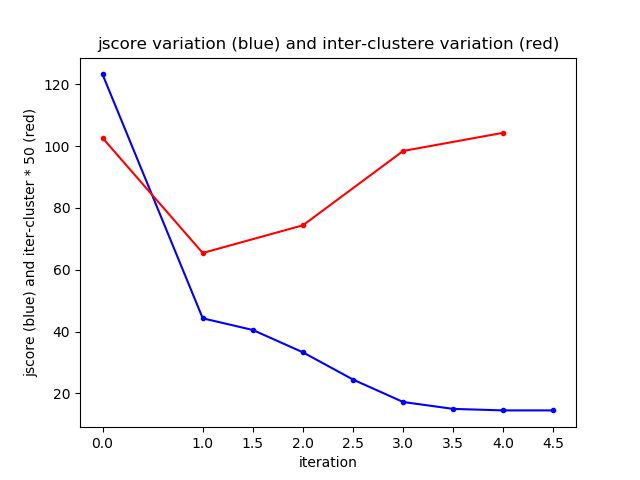 jscore variation (blue) and inter-clustere variation (red)
jscore (blue) and iter-cluster * 50 (red)
120
100
80
60
40
20
0.0 1.0 1.5 2.0 2.5 3.0 3.5 4.0 4.5
iteration